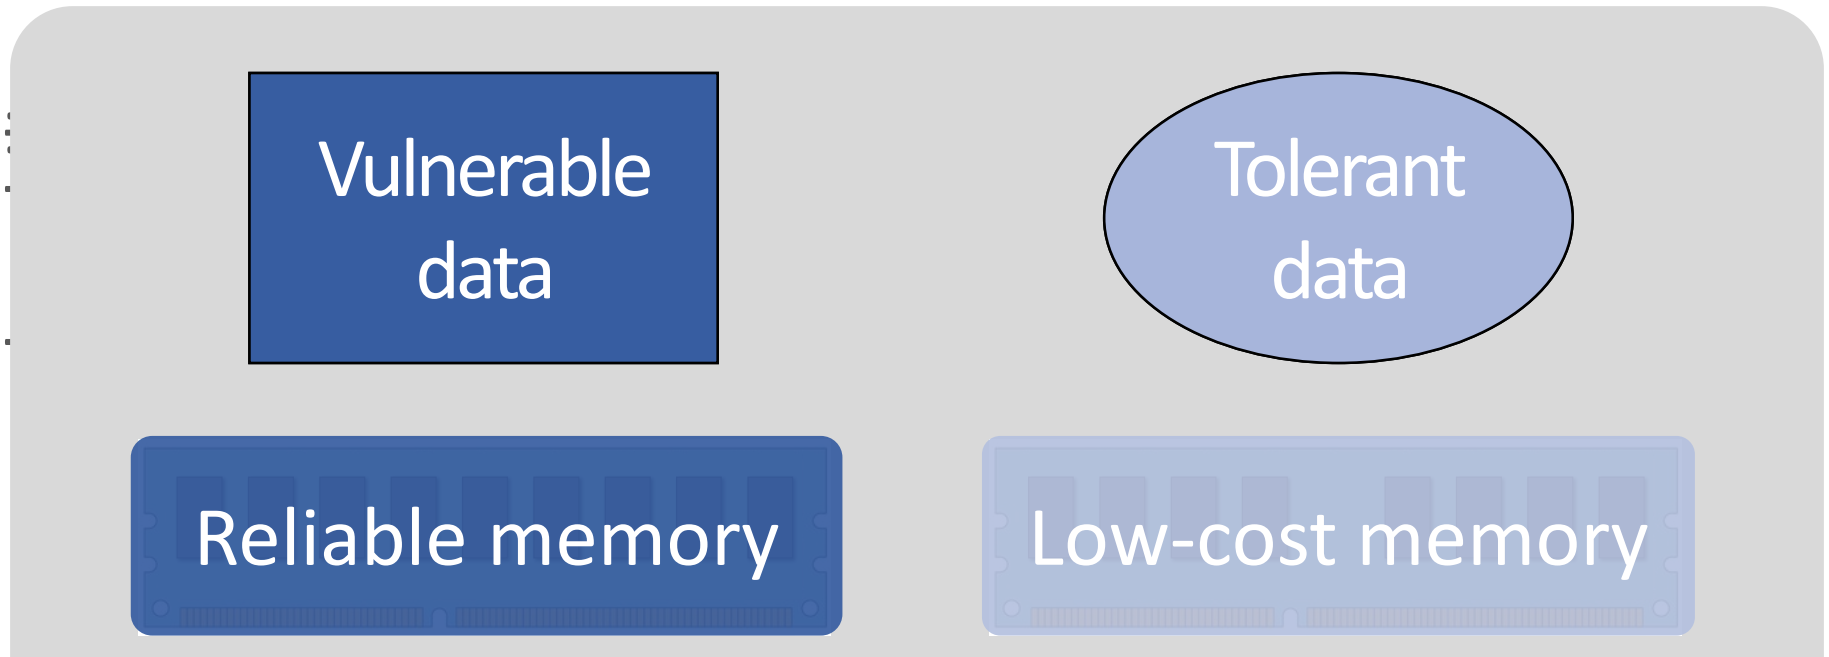 Vulnerable
data
Tolerant
data
Reliable memory
Low-cost memory